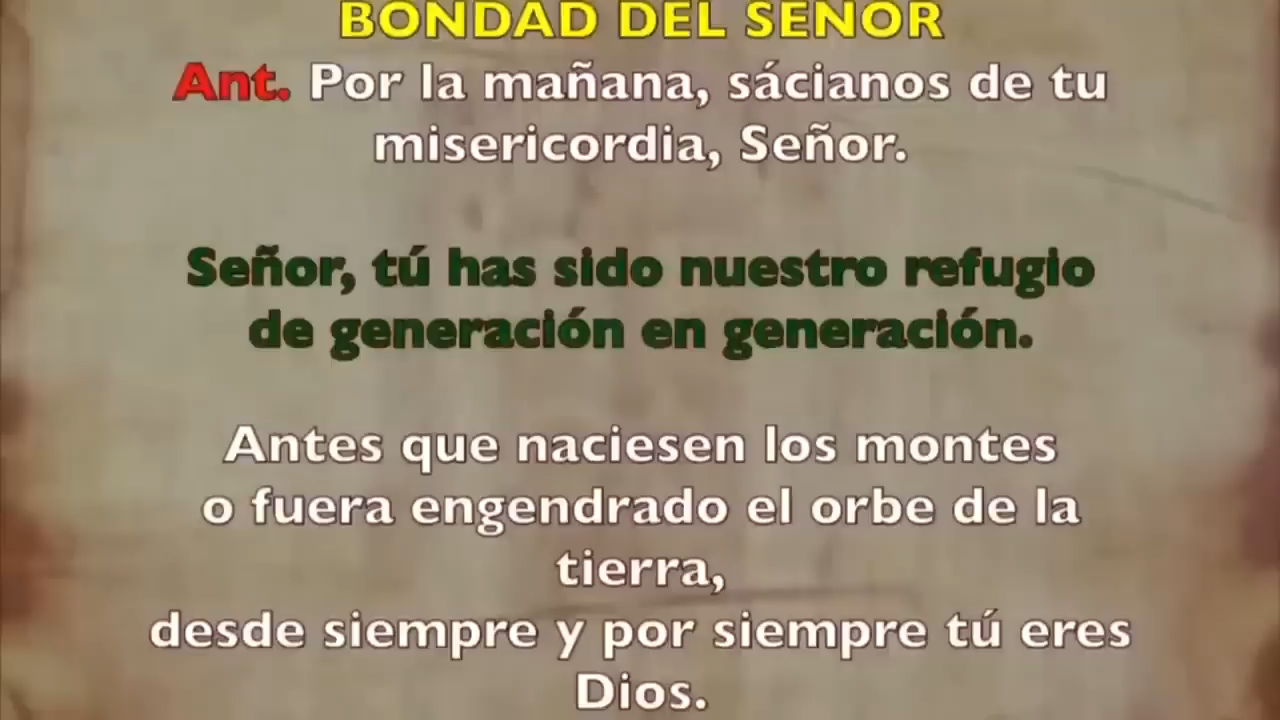 BONDAD DEL SEÑOR
Ant. Por la mañana, sácianos de tu
misericordia, Señor.
Señor, tú has sido nuestro refugio
de generación en generación.
Antes que naciesen los montes
o fuera engendrado el orbe de la
tierra,
desde siempre y por siempre tú eres
Dios.